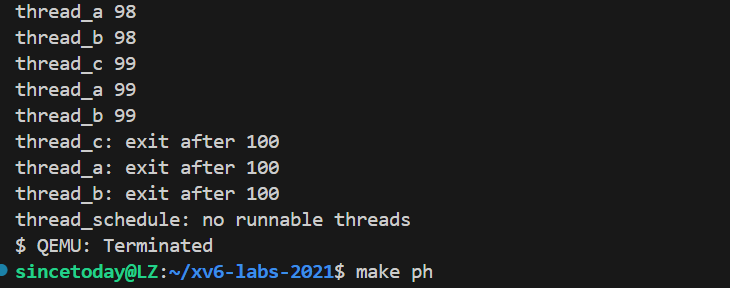 thread_a 98
thread_b 98
thread_c 99
thread_a 99
thread_b 99
thread_c: exit after 100
thread_a: exit after 100
thread_b: exit after 100
thread_schedule: no runnable threads
$ QEMU: Terminated
sincetoday@LZ:~/xv6-labs-2021$ make ph